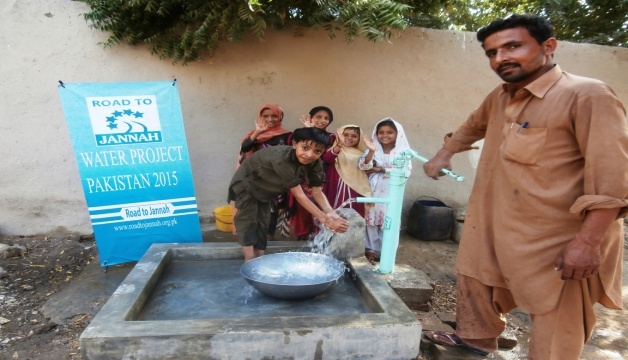 ROAD TO
JANNAH
WATER PROJECT
PAKISTAN 2015
Road to Jannah
www.roadtojannah.org.pk